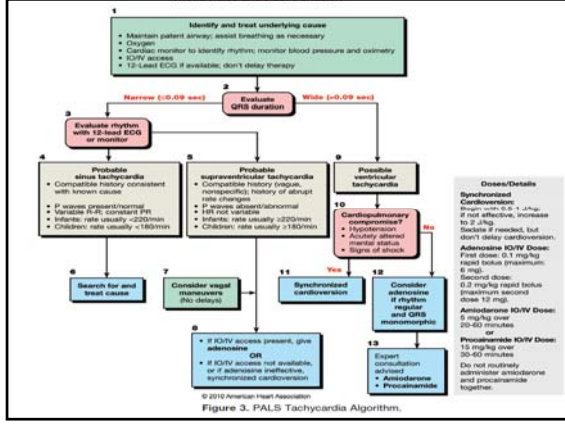 1
Identify and treat underlying cause
• Maintain patent airway; assist breathing as necessary
• Oxygen
• Cardiac monitor to identify rhythm; monitor blood pressure and oximetry
• IO/IV access
• 12-Lead ECG if available; don't delay therapy
Narrow (≤0.09 sec)
2
Evaluate
QRS duration
Wide (>0.09 sec)
3
Evaluate rhythm
with 12-lead ECG
or monitor
4
Probable
sinus tachycardia
• Compatible history consistent
with known cause
• P waves present/normal
• Variable R-R; constant PR
• Infants: rate usually <220/min
• Children: rate usually <180/min
5
Probable
supraventricular tachycardia
• Compatible history (vague,
nonspecific); history of abrupt
rate changes
• P waves absent/abnormal
• HR not variable
• Infants: rate usually ≥220/min
• Children: rate usually ≥180/min
9
Possible
ventricular
tachycardia
10
Cardiopulmonary
compromise?
• Hypotension
• Acutely altered
mental status
• Signs of shock
No
Yes
6
Search for and
treat cause
7
Consider vagal
maneuvers
(No delays)
11
Synchronized
cardioversion
12
Consider
adenosine
if rhythm
regular
and QRS
monomorphic
8
• If IO/IV access present, give
adenosine
OR
• If IO/IV access not available,
or if adenosine ineffective,
synchronized cardioversion
13
Expert
consultation
advised
• Amiodarone
• Procainamide
Doses/Details
Synchronized
Cardioversion:
Begin with 0.5-1 J/kg;
if not effective, increase
to 2 J/kg.
Sedate if needed, but
don't delay cardioversion.
Adenosine IO/IV Dose:
First dose: 0.1 mg/kg
rapid bolus (maximum:
6 mg).
Second dose:
0.2 mg/kg rapid bolus
(maximum second
dose 12 mg).
Amiodarone IO/IV Dose:
5 mg/kg over
20-60 minutes
or
Procainamide IO/IV Dose:
15 mg/kg over
30-60 minutes
Do not routinely
administer amiodarone
and procainamide
together.
© 2010 American Heart Association
Figure 3. PALS Tachycardia Algorithm.